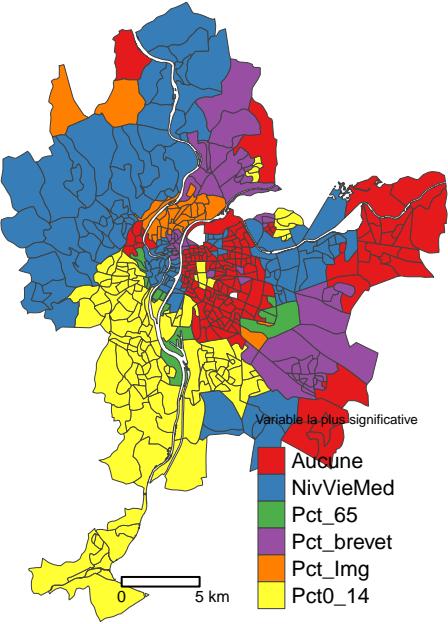 Variable la plus significative
Aucune
NivVieMed
Pct_65
Pct_brevet
Pct_Img
Pct0_14
0 5 km